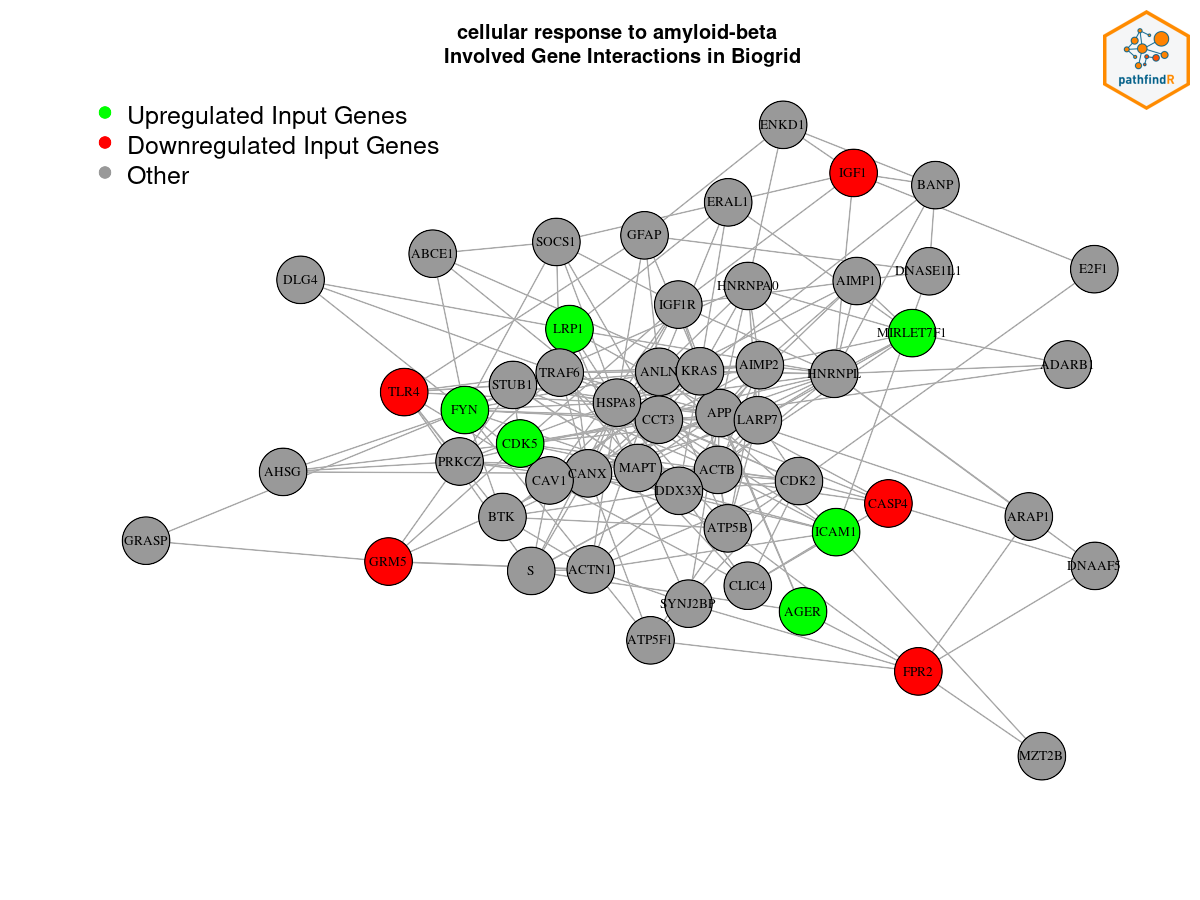 cellular response to amyloid-beta
Involved Gene Interactions in Biogrid
pathfindR
Upregulated Input Genes
Downregulated Input Genes
Other
ENKD1
IGF1
BANP
ERAL1
GFAP
SOCS1
ABCE1
DLG4
HNRNPA0
AIMP1
DNASE1L1
E2F1
IGF1R
LRP1
MIRLET7F1
ADARB1
TRAF6
ANLN
KRAS
AIMP2
HNRNPL
STUB1
TLR4
FYN
HSPA8
CCT3
APP
LARP7
CDK5
PRKCZ
AHSG
CAV1
CANX
MAPT
ACTB
DDX3X
CDK2
CASP4
BTK
ATP5B
ICAM1
ARAP1
GRASP
GRM5
S
ACTN1
CLIC4
DNAAF5
SYNJ2BP
AGER
ATP5F1
FPR2
MZT2B